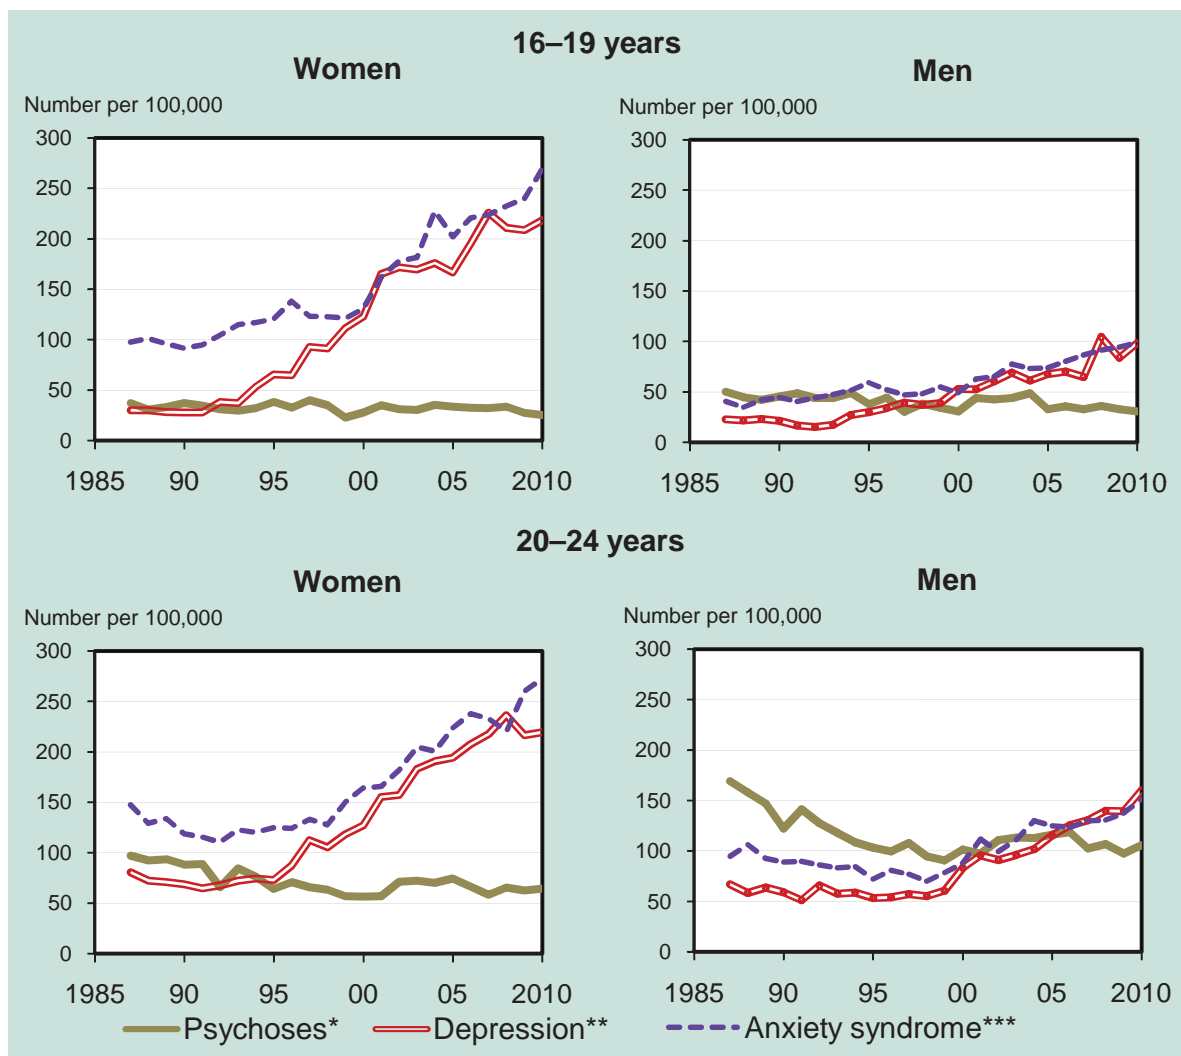 16–19 years
Women
Men
Number per 100,000
Number per 100,000
300
250
200
150
100
50
0
1985 90 95 00 05 2010
300
250
200
150
100
50
0
1985 90 95 00 05 2010
20–24 years
Women
Men
Number per 100,000
Number per 100,000
300
250
200
150
100
50
0
1985 90 95 00 05 2010
300
250
200
150
100
50
0
1985 90 95 00 05 2010
Psychoses* Depression** Anxiety syndrome***